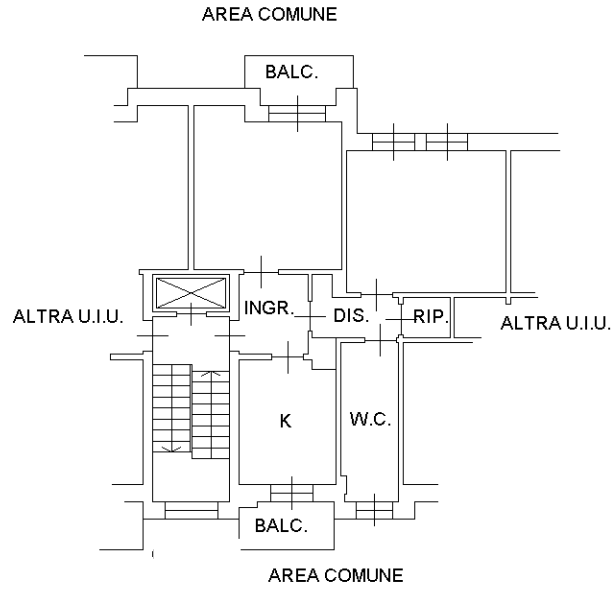 AREA COMUNE
BALC.
INGR.
ALTRA U.I.U.
DIS.
RIP.
ALTRA U.I.U.
K
W.C.
BALC.
AREA COMUNE